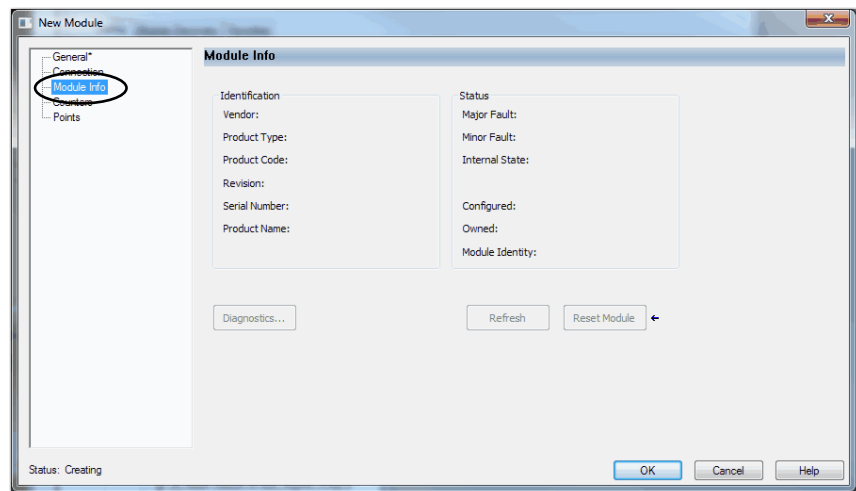 New Module
General*
Connection
Module Info
Counters
Points
Module Info
Identification
Vendor:
Product Type:
Product Code:
Revision:
Serial Number:
Product Name:
Status
Major Fault:
Minor Fault:
Internal State:
Configured:
Owned:
Module Identity:
Diagnostics...
Refresh
Reset Module
Status: Creating
OK
Cancel
Help